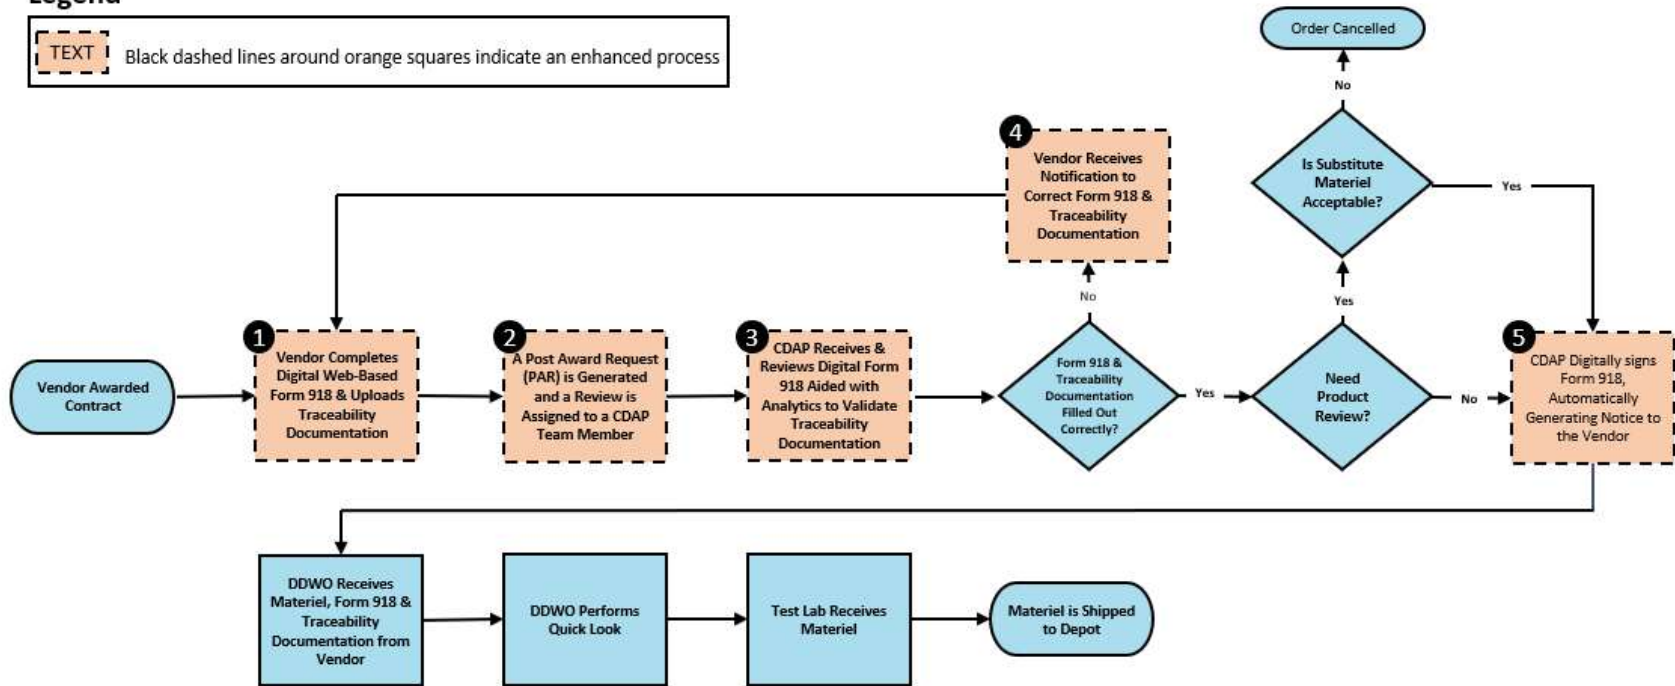 Legend
TEXT
Black dashed lines around orange squares indicate an enhanced process
Order Cancelled
No
Is Substitute
Materiel
Acceptable?
Yes
4
Vendor Receives
Notification to
Correct Form 918 &
Traceability
Documentation
No
Yes
Vendor Awarded
Contract
1
Vendor Completes
Digital Web-Based
Form 918 & Uploads
Traceability
Documentation
2
A Post Award Request
(PAR) is Generated
and a Review is
Assigned to a CDAP
Team Member
3
CDAP Receives &
Reviews Digital Form
918 Aided with
Analytics to Validate
Traceability
Documentation
Form 918 &
Traceability
Documentation
Filled Out
Correctly?
Yes
Need
Product
Review?
No
5
CDAP Digitally signs
Form 918,
Automatically
Generating Notice to
the Vendor
DDWO Receives
Materiel, Form 918 &
Traceability
Documentation from
Vendor
DDWO Performs
Quick Look
Test Lab Receives
Materiel
Materiel is Shipped
to Depot